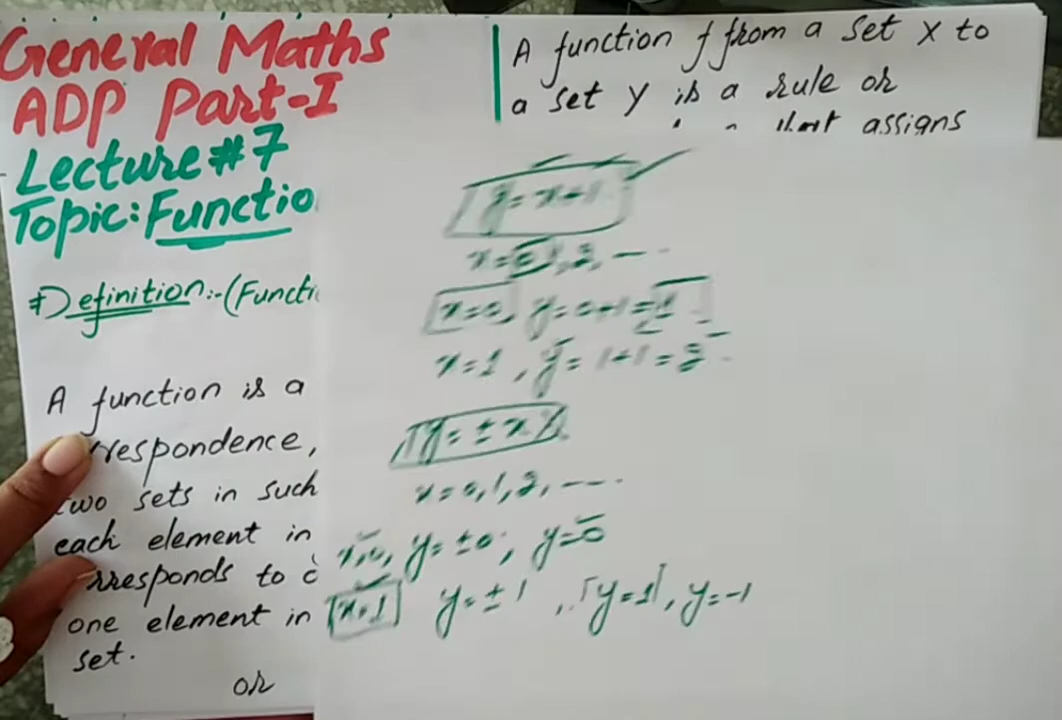 General Maths
ADP Part-I
Lecture#7
Topic: Functio
Definition:-(Functi
A function is a
respondence,
two sets in such
each element in
rresponds to
one element in
set.
or
A function f from a set X to
a set Y is a rule or
that assigns
y=x+1
x=0,1,2,---
x=0, y=0+1=1
x=1, y=1+1=2
y=±x
x=0,1,2,---
x=0, y=±0, y=0
x=1 y=±1, y=1, y=-1